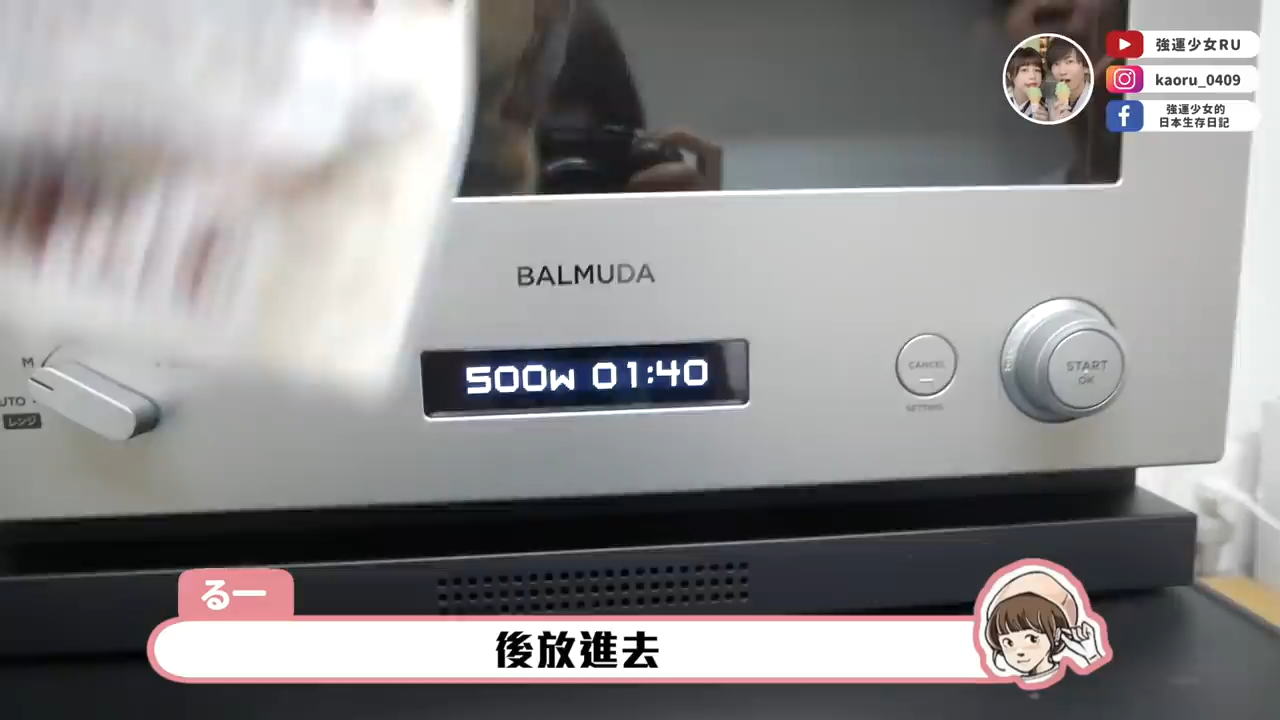 強運少女RU
kaoru_0409
強運少女的
日本生存日記
BALMUDA
500w 01:40
M
CANCEL
START
OK
SETTING
レンジ
るー
後放進去